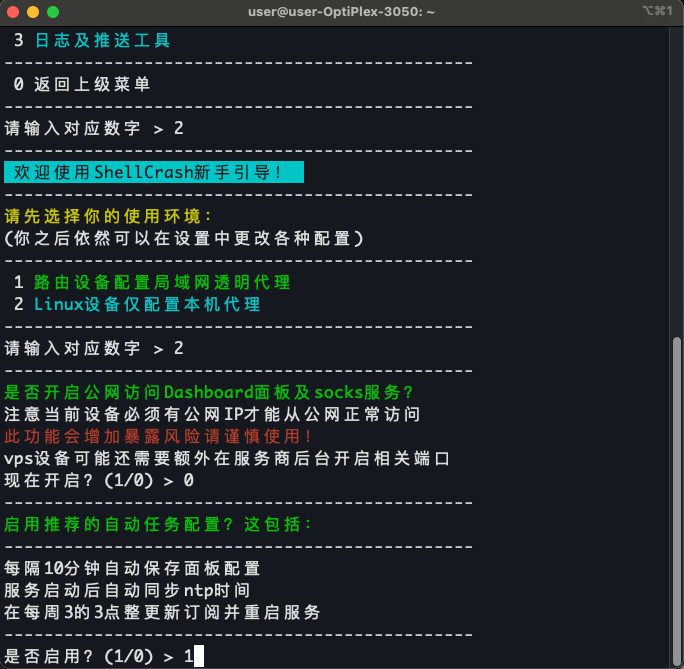 user@user-OptiPlex-3050: ~
⌥⌘1
3 日志及推送工具
-----------------------------------------------
0 返回上级菜单
-----------------------------------------------
请输入对应数字 > 2
-----------------------------------------------
欢迎使用ShellCrash新手引导！
-----------------------------------------------
请先选择你的使用环境：
(你之后依然可以在设置中更改各种配置)
-----------------------------------------------
1 路由设备配置局域网透明代理
2 Linux设备仅配置本机代理
-----------------------------------------------
请输入对应数字 > 2
-----------------------------------------------
是否开启公网访问Dashboard面板及socks服务？
注意当前设备必须有公网IP才能从公网正常访问
此功能会增加暴露风险请谨慎使用！
vps设备可能还需要额外在服务商后台开启相关端口
现在开启？(1/0) > 0
-----------------------------------------------
启用推荐的自动任务配置？这包括：
-----------------------------------------------
每隔10分钟自动保存面板配置
服务启动后自动同步ntp时间
在每周3的3点整更新订阅并重启服务
-----------------------------------------------
是否启用？(1/0) > 1